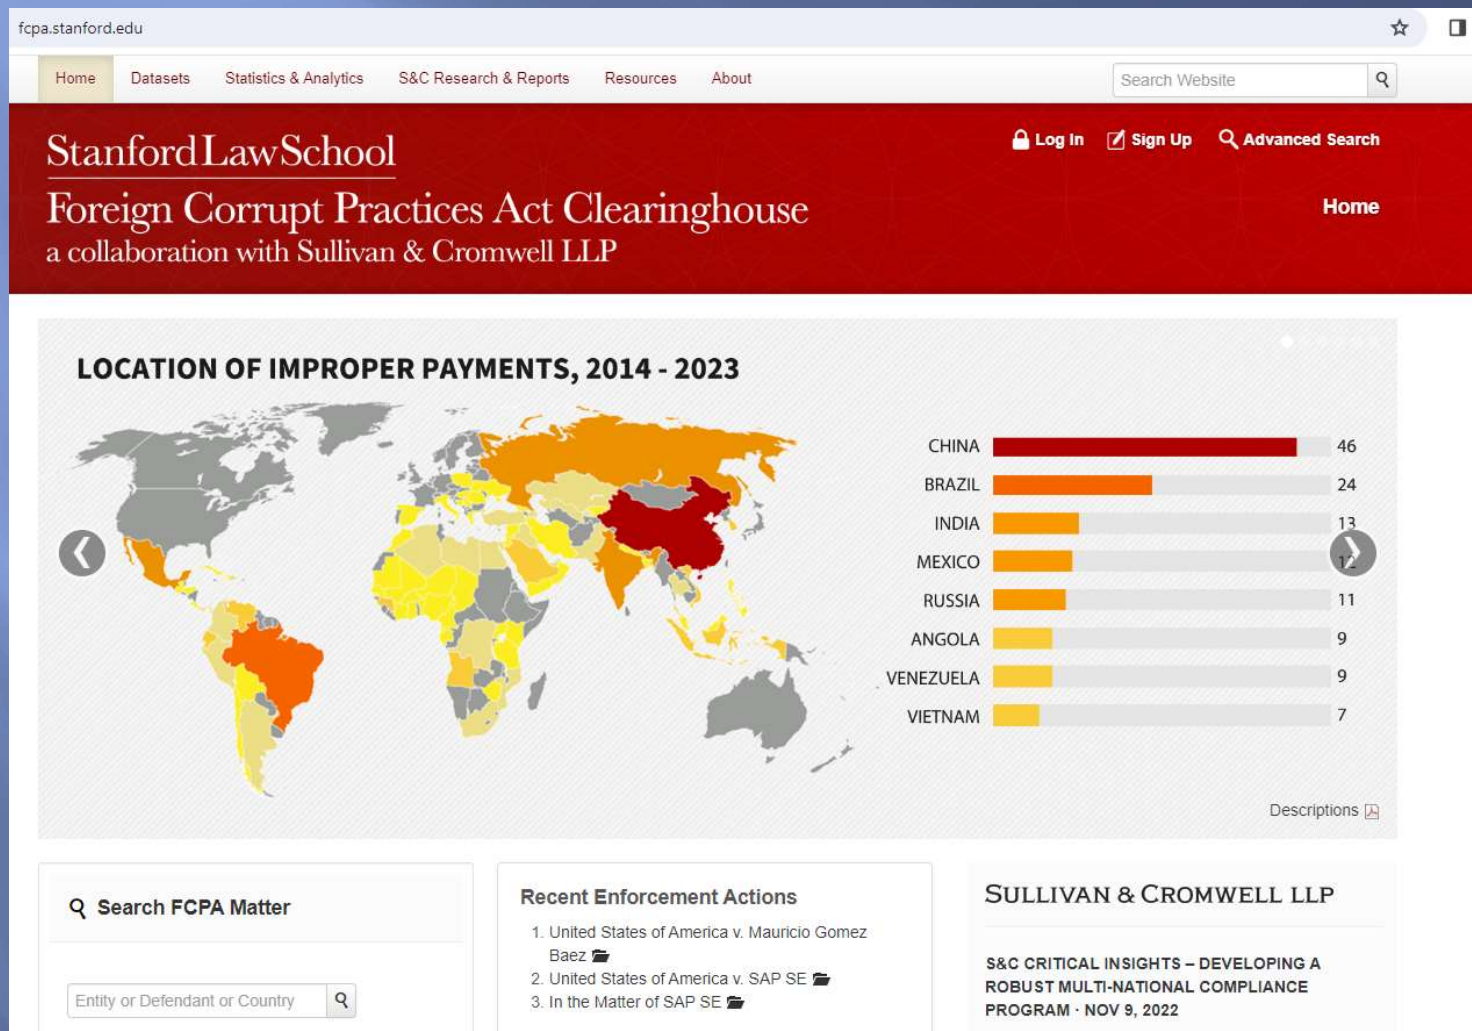 fcpa.stanford.edu
Home Datasets Statistics & Analytics S&C Research & Reports Resources About Search Website
Log In Sign Up Advanced Search
Stanford Law School
Foreign Corrupt Practices Act Clearinghouse
Home
a collaboration with Sullivan & Cromwell LLP
LOCATION OF IMPROPER PAYMENTS, 2014 - 2023
CHINA 46
BRAZIL 24
INDIA 13
MEXICO 12
RUSSIA 11
ANGOLA 9
VENEZUELA 9
VIETNAM 7
Descriptions
Search FCPA Matter
Entity or Defendant or Country
Recent Enforcement Actions
1. United States of America v. Mauricio Gomez
Baez
2. United States of America v. SAP SE
3. In the Matter of SAP SE
SULLIVAN & CROMWELL LLP
S&C CRITICAL INSIGHTS – DEVELOPING A
ROBUST MULTI-NATIONAL COMPLIANCE
PROGRAM · NOV 9, 2022